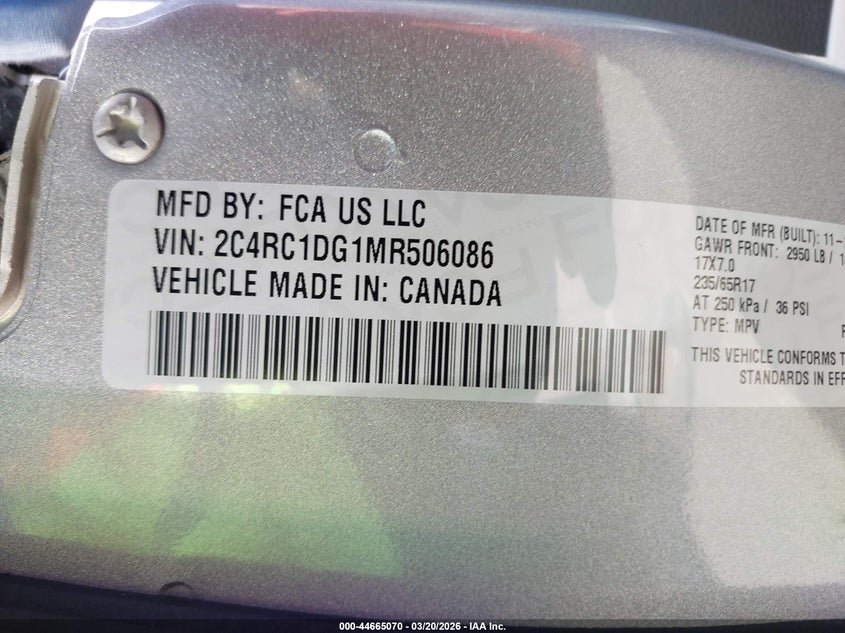 MFD BY: FCA US LLC
VIN: 2C4RC1DG1MR506086
VEHICLE MADE IN: CANADA
DATE OF MFR (BUILT): 11-
GAWR FRONT: 2950 LB / 1
17X7.0
235/65R17
AT 250 kPa / 36 PSI
TYPE: MPV
THIS VEHICLE CONFORMS T
STANDARDS IN EFF
000-44665070 — 03/20/2026 — IAA Inc.